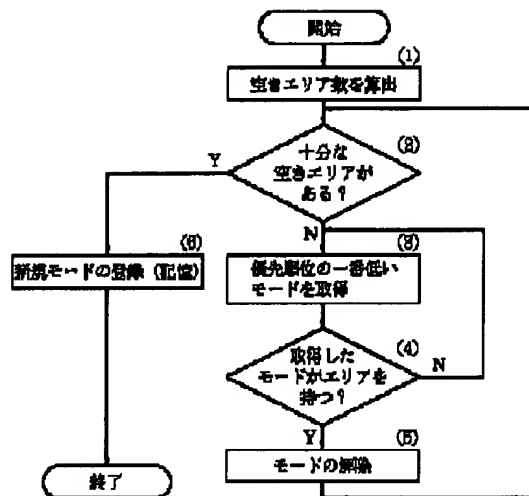 開始
(1)
空きエリア数を算出
(2)
十分な
空きエリアが
ある？
Y
N
(6)
新規モードの登録（記憶）
(3)
優先順位の一番低い
モードを取得
(4)
取得した
モードがエリアを
持つ？
N
Y
(5)
モードの解除
終了